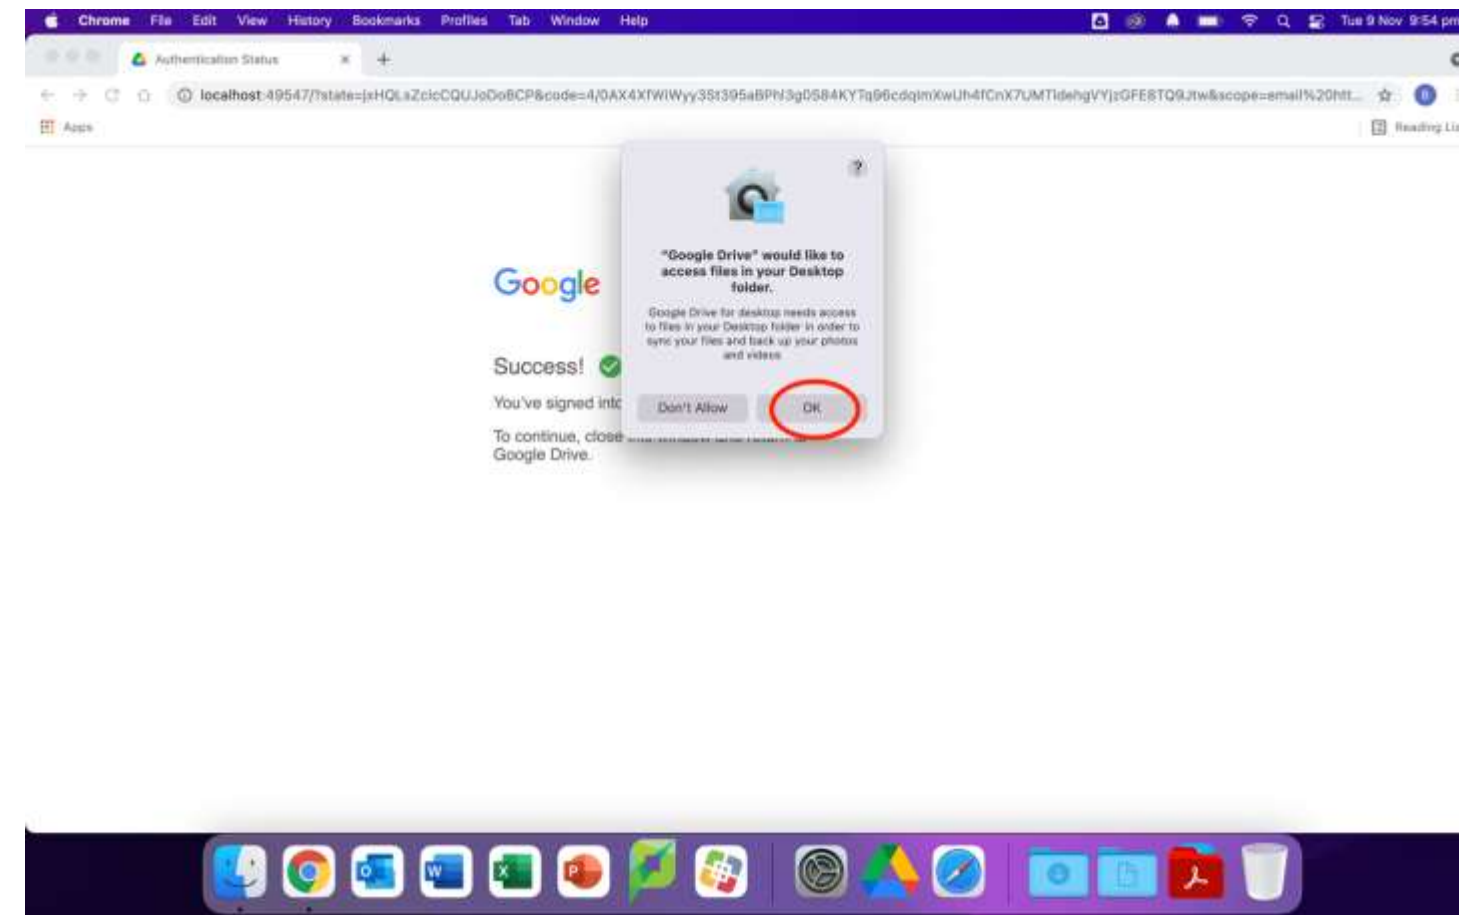 Chrome File Edit View History Bookmarks Profiles Tab Window Help Tue 9 Nov 9:54 pm
Authentication Status
localhost
Apps
Reading Lis
?
"Google Drive" would like to
access files in your Desktop
folder.
Google Drive for desktop needs access
to files in your Desktop folder in order to
sync your files and back up your photos
and videos
Don't Allow OK
Google
Success!
You've signed into
To continue, close
Google Drive.